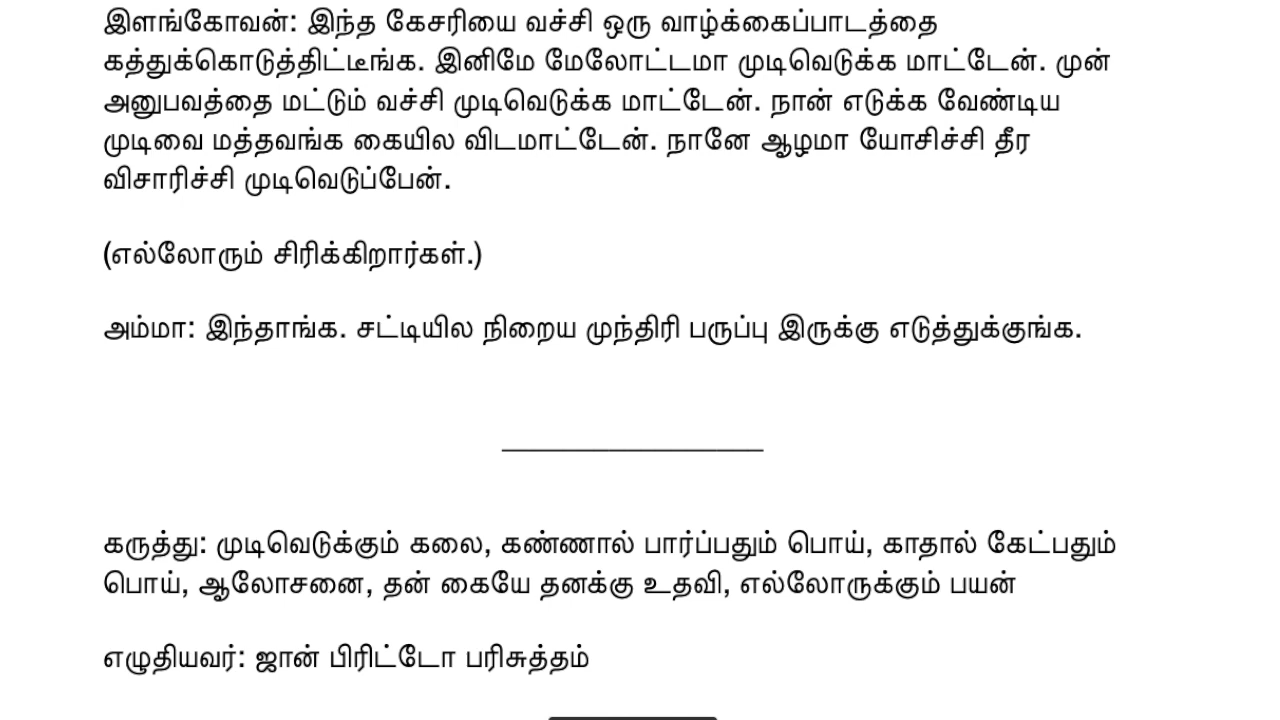 இளங்கோவன்: இந்த கேசரியை வச்சி ஒரு வாழ்க்கைப்பாடத்தை
கத்துக்கொடுத்திட்டீங்க. இனிமே மேலோட்டமா முடிவெடுக்க மாட்டேன். முன்
அனுபவத்தை மட்டும் வச்சி முடிவெடுக்க மாட்டேன். நான் எடுக்க வேண்டிய
முடிவை மத்தவங்க கையில விடமாட்டேன். நானே ஆழமா யோசிச்சி தீர
விசாரிச்சி முடிவெடுப்பேன்.
(எல்லோரும் சிரிக்கிறார்கள்.)
அம்மா: இந்தாங்க. சட்டியில நிறைய முந்திரி பருப்பு இருக்கு எடுத்துக்குங்க.
கருத்து: முடிவெடுக்கும் கலை, கண்ணால் பார்ப்பதும் பொய், காதால் கேட்பதும்
பொய், ஆலோசனை, தன் கையே தனக்கு உதவி, எல்லோருக்கும் பயன்
எழுதியவர்: ஜான் பிரிட்டோ பரிசுத்தம்